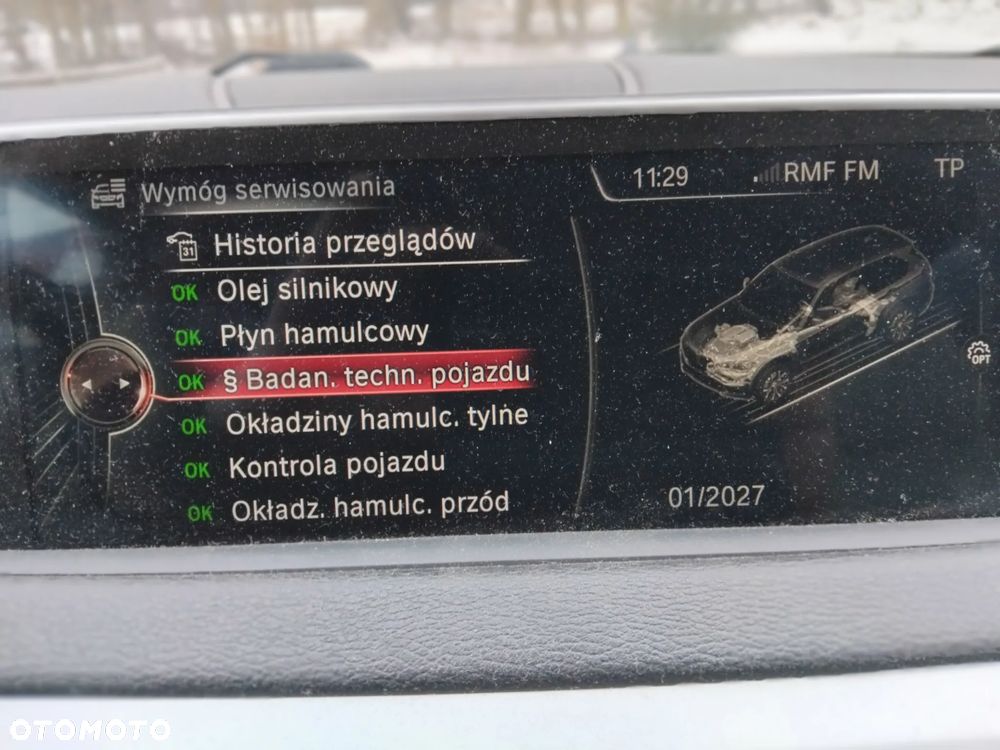 Wymóg serwisowania
11:29
RMF FM
TP
31
Historia przeglądów
OK Olej silnikowy
OK Płyn hamulcowy
OK § Badan. techn. pojazdu
OK Okładziny hamulc. tylne
OK Kontrola pojazdu
OK Okładz. hamulc. przód
OPT
01/2027
OTOMOTO